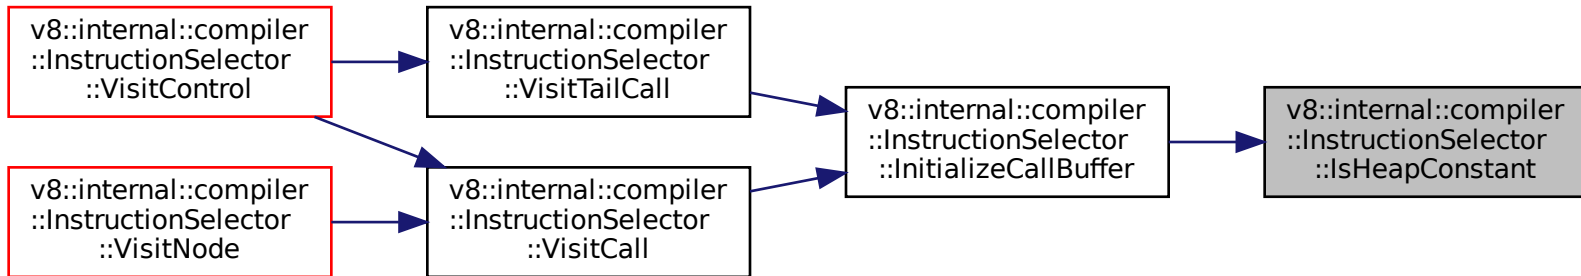 v8::internal::compiler
::InstructionSelector
::VisitControl
v8::internal::compiler
::InstructionSelector
::VisitTailCall
v8::internal::compiler
::InstructionSelector
::InitializeCallBuffer
v8::internal::compiler
::InstructionSelector
::IsHeapConstant
v8::internal::compiler
::InstructionSelector
::VisitNode
v8::internal::compiler
::InstructionSelector
::VisitCall